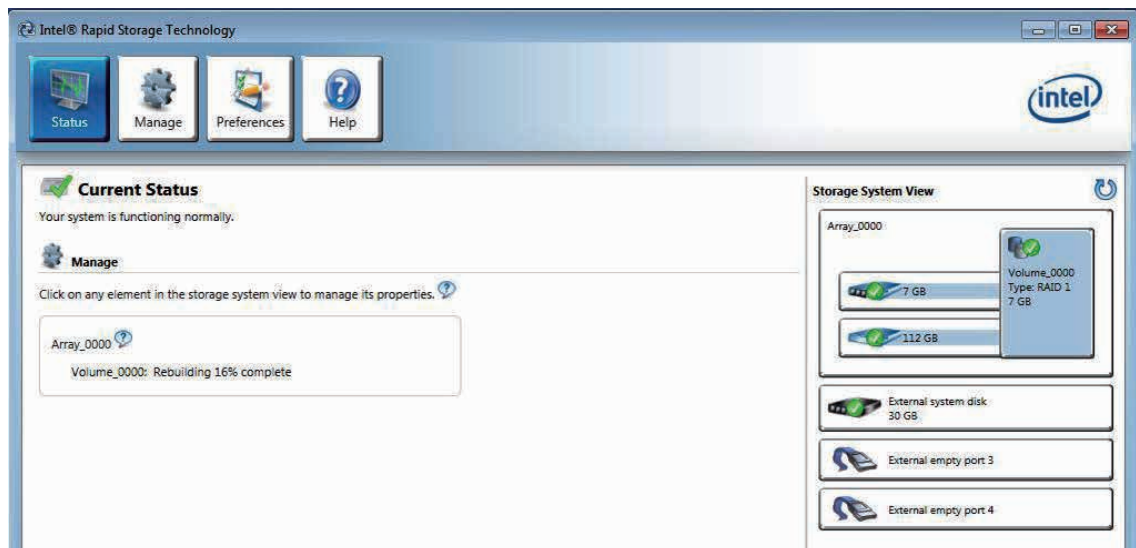 Intel® Rapid Storage Technology
Status
Manage
Preferences
Help
intel
Current Status
Your system is functioning normally.
Manage
Click on any element in the storage system view to manage its properties.
Array_0000
Volume_0000: Rebuilding 16% complete
Storage System View
Array_0000
Volume_0000
Type: RAID 1
7 GB
7 GB
112 GB
External system disk
30 GB
External empty port 3
External empty port 4